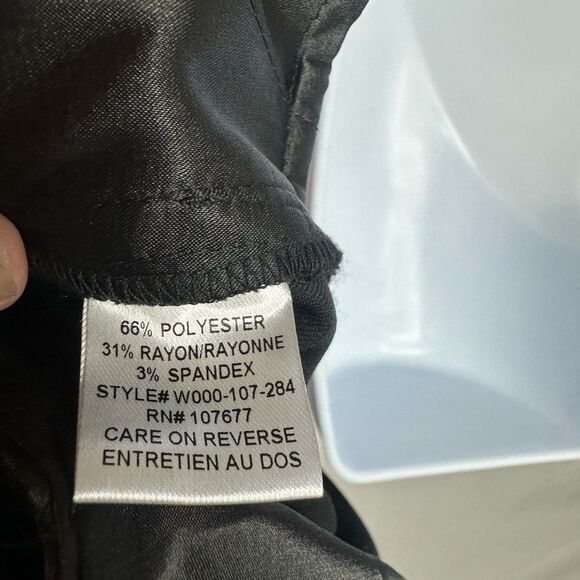 66% POLYESTER
31% RAYON/RAYONNE
3% SPANDEX
STYLE# W000-107-284
RN# 107677
CARE ON REVERSE
ENTRETIEN AU DOS